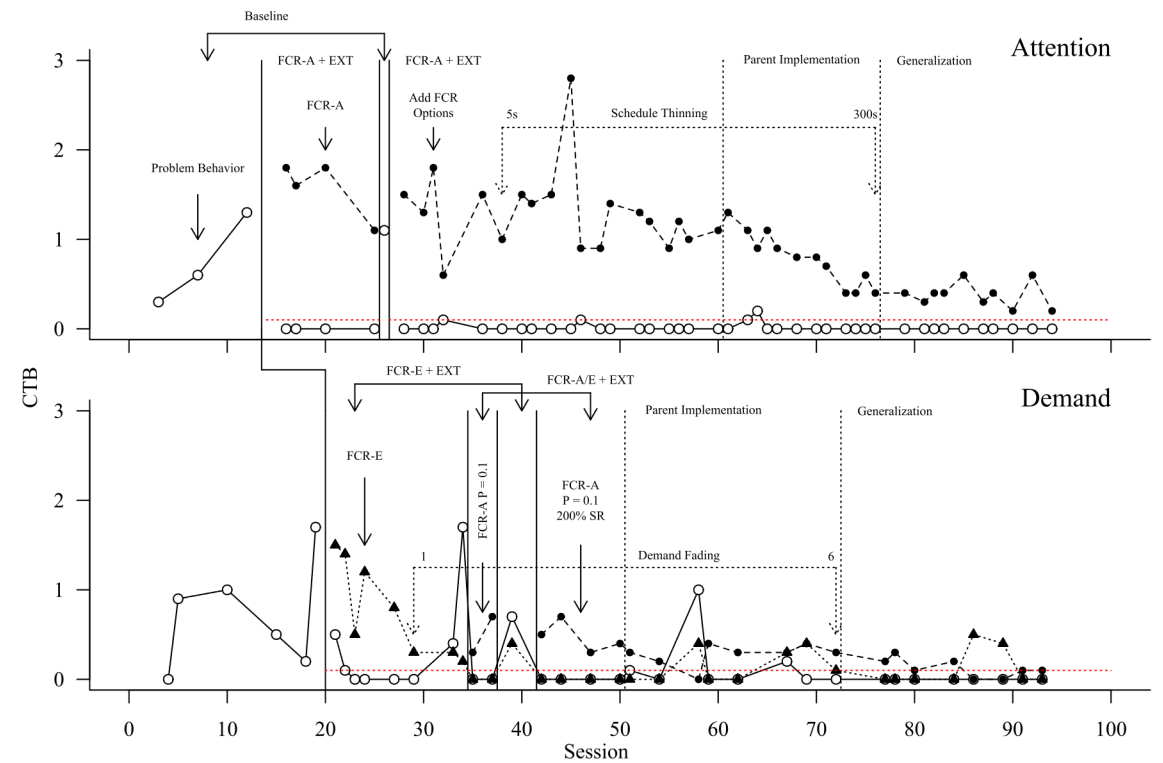 Baseline
Attention
3
FCR-A + EXT
FCR-A + EXT
Parent Implementation
Generalization
FCR-A
Add FCR
Options
5s
Schedule Thinning
300s
2
Problem Behavior
1
0
CTB
FCR-E + EXT
FCR-A/E + EXT
Demand
3
Parent Implementation
Generalization
FCR-E
FCR-A P = 0.1
FCR-A
P = 0.1
200% SR
2
1
Demand Fading
6
1
0
0 10 20 30 40 50 60 70 80 90 100
Session